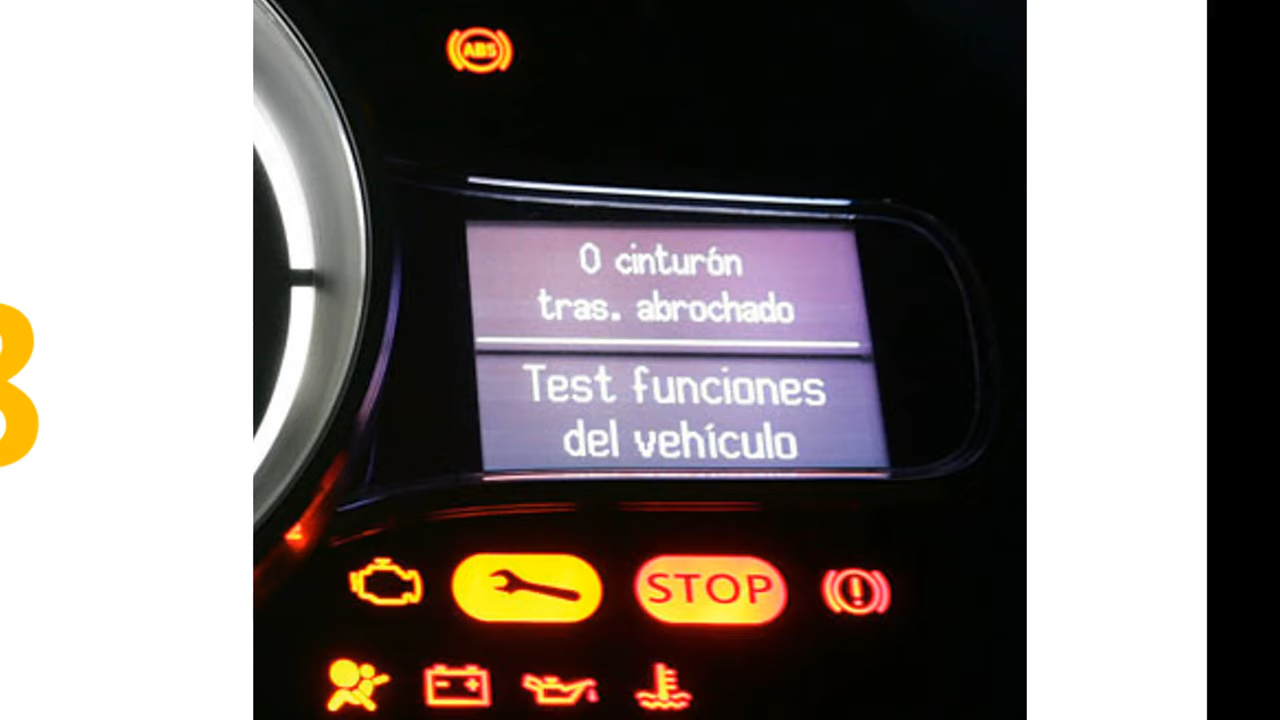 ABS
0 cinturón
tras. abrochado
Test funciones
del vehículo
STOP